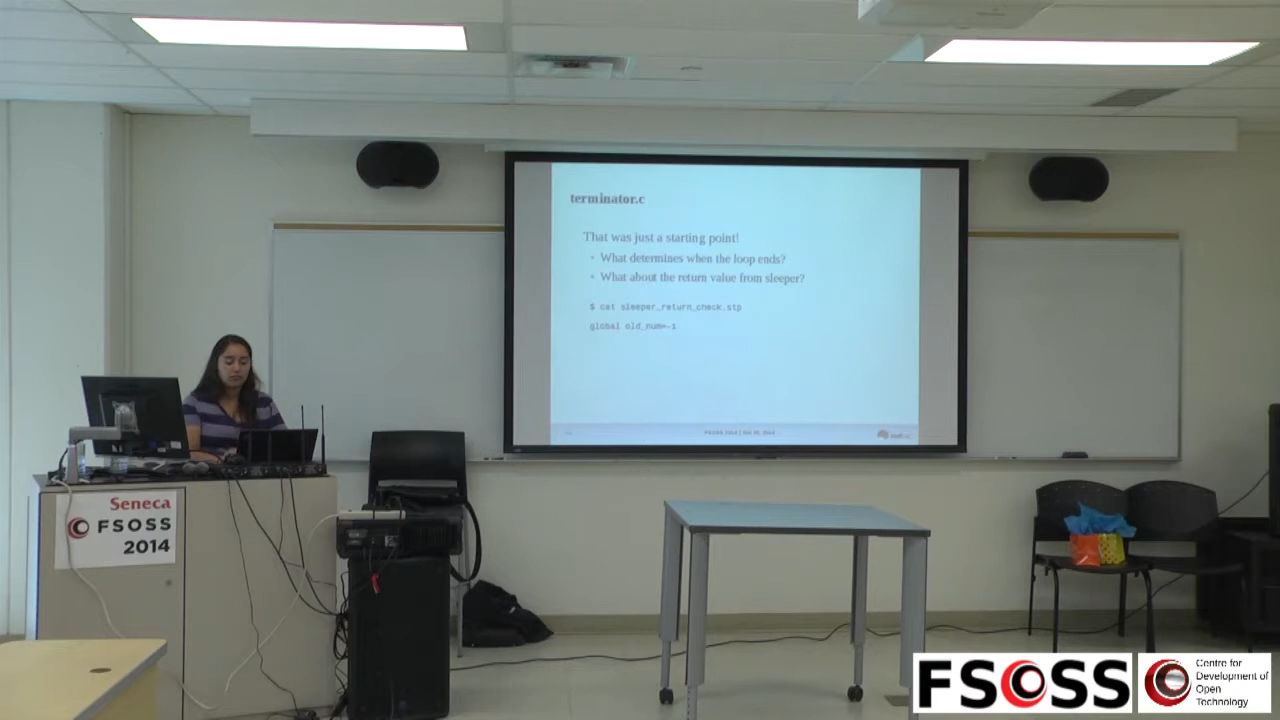 terminator.c
That was just a starting point!
• What determines when the loop ends?
• What about the return value from sleeper?
$ cat sleeper_return_check.stp
global old_num=-1
Seneca
FSOSS
2014
FSOSS
Centre for
Development of
Open
Technology